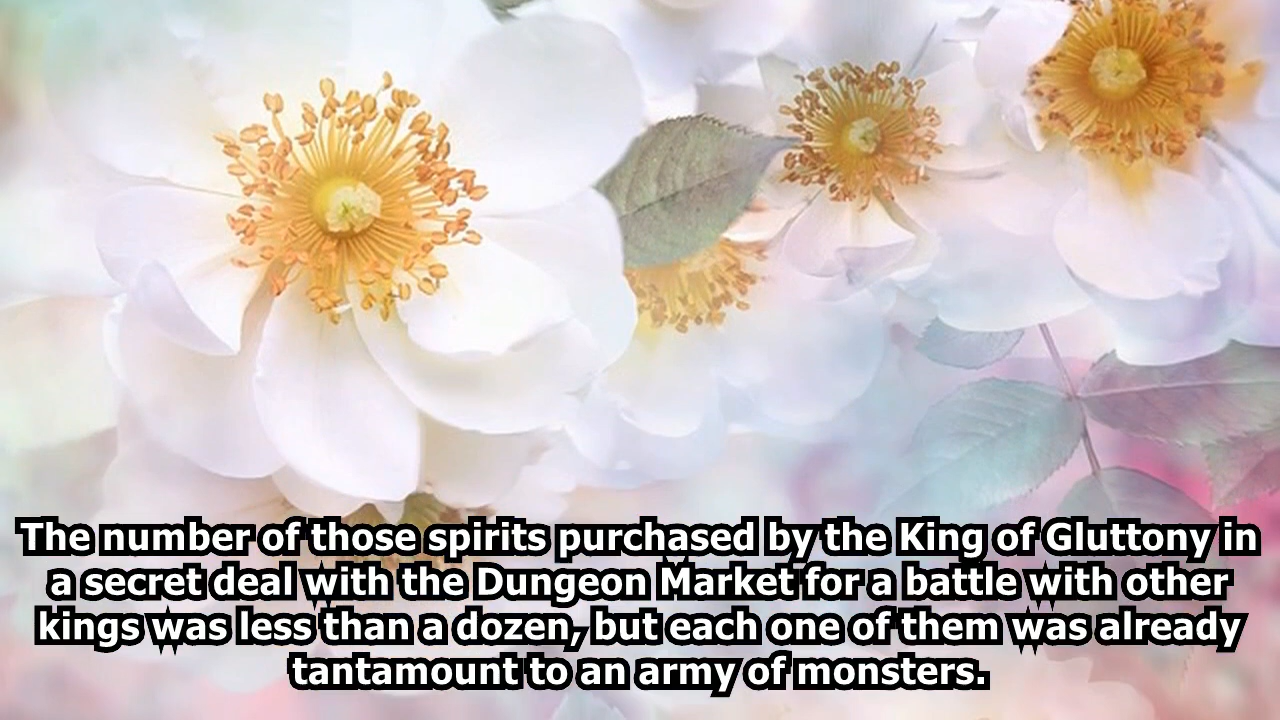 The number of those spirits purchased by the King of Gluttony in
a secret deal with the Dungeon Market for a battle with other
kings was less than a dozen, but each one of them was already
tantamount to an army of monsters.